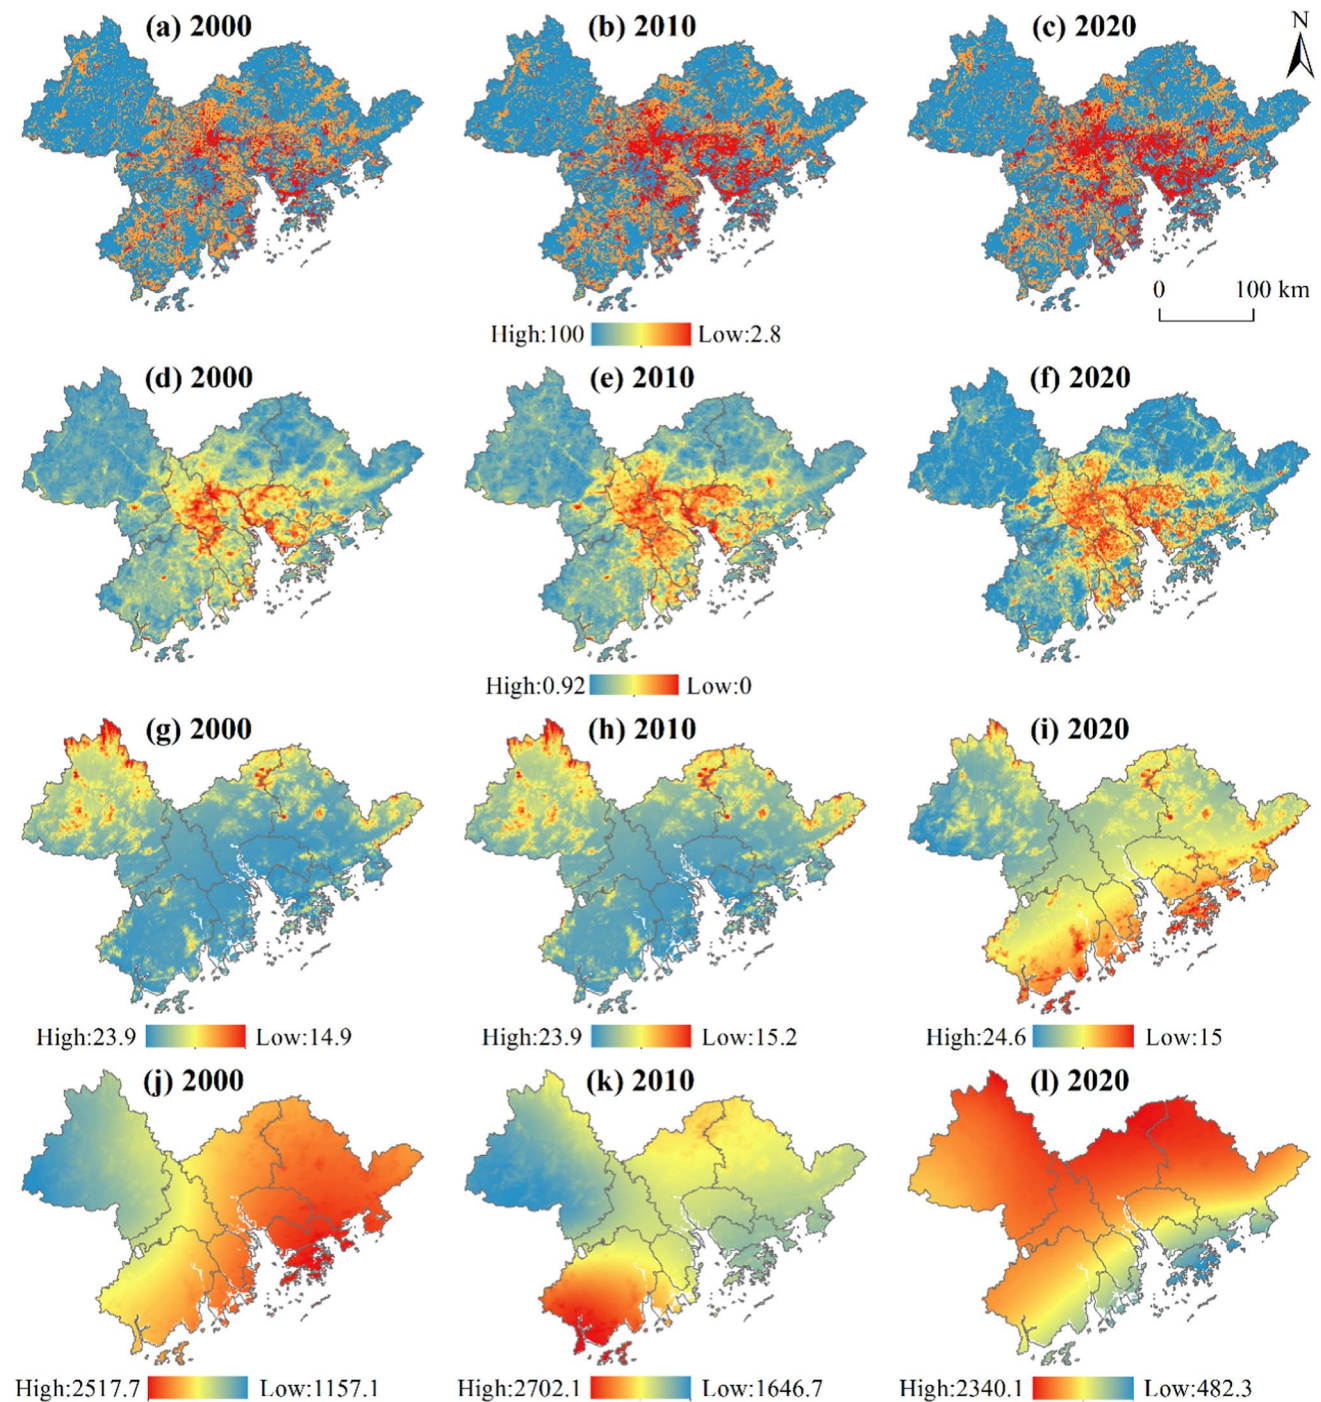 (a) 2000
(b) 2010
(c) 2020
N
0 100 km
High:100 Low:2.8
(d) 2000
(e) 2010
(f) 2020
High:0.92 Low:0
(g) 2000
(h) 2010
(i) 2020
High:23.9 Low:14.9
High:23.9 Low:15.2
High:24.6 Low:15
(j) 2000
(k) 2010
(l) 2020
High:2517.7 Low:1157.1
High:2702.1 Low:1646.7
High:2340.1 Low:482.3